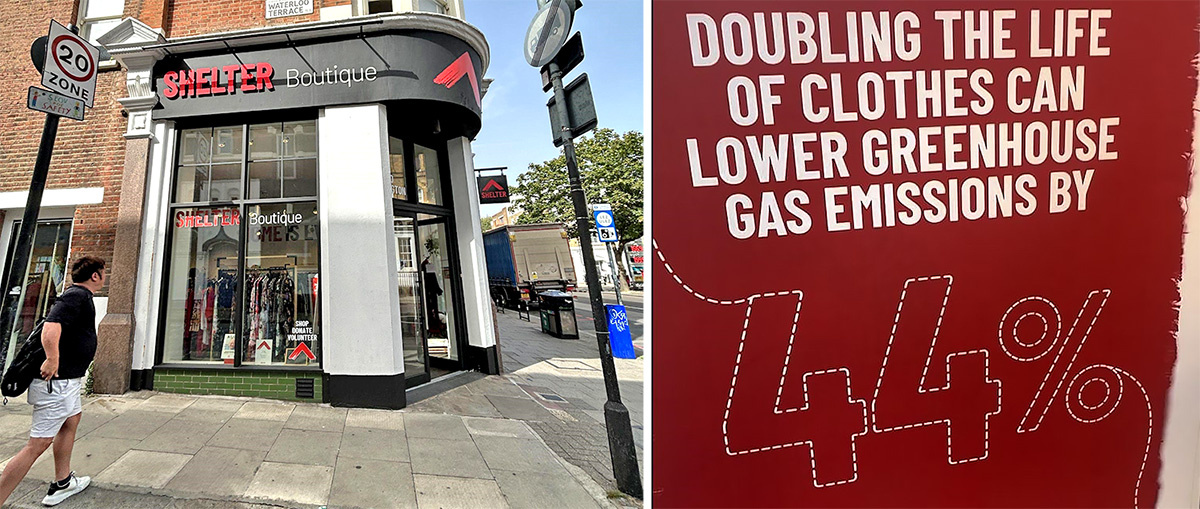 WATERLOO
TERRACE
20
ZONE
SHELTER Boutique
SHELTER Boutique
SHELTER
SHOP
DONATE
VOLUNTEER
DOUBLING THE LIFE
OF CLOTHES CAN
LOWER GREENHOUSE
GAS EMISSIONS BY
44%